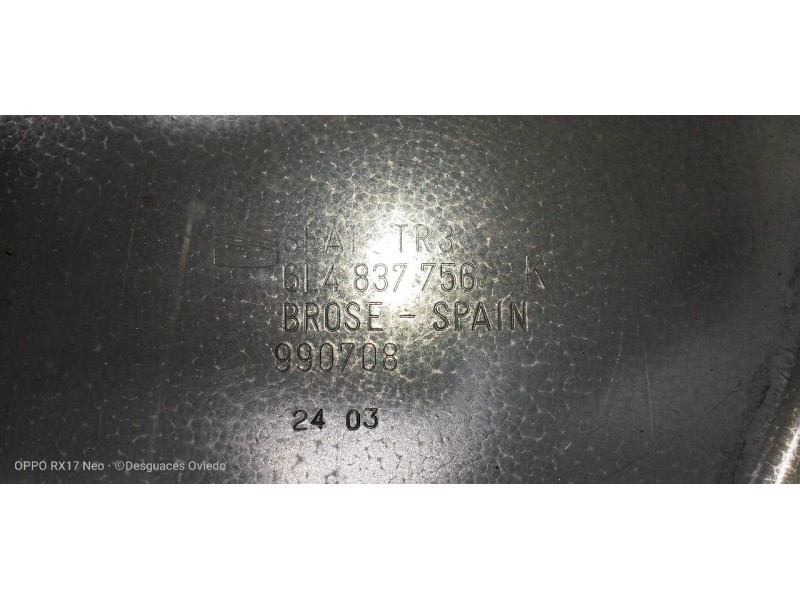 SEAT TR3
6L4 837 756 K
BROSE - SPAIN
990708
24 03
OPPO RX17 Neo · ©Desguaces Oviedo